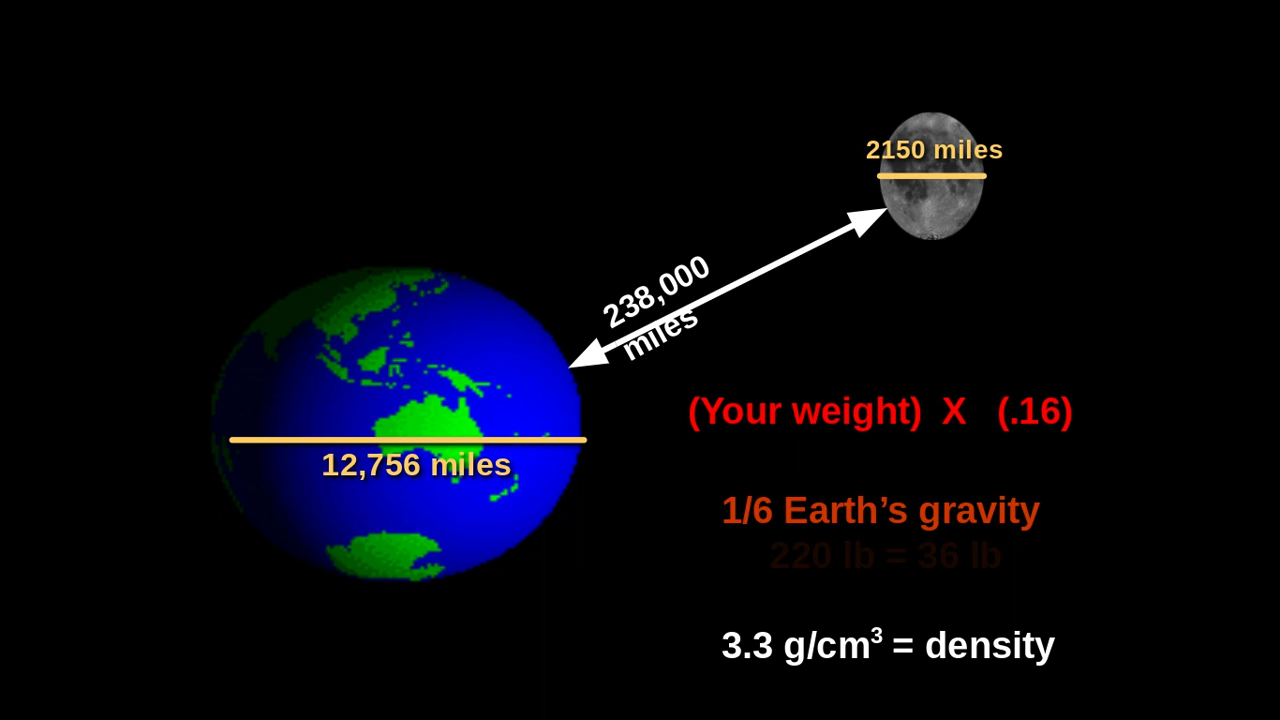 2150 miles
238,000
miles
(Your weight) X (.16)
12,756 miles
1/6 Earth’s gravity
220 lb = 36 lb
3.3 g/cm³ = density